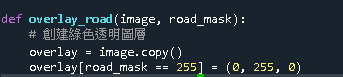 def overlay_road(image, road_mask):
# 創建綠色透明圖層
overlay = image.copy()
overlay[road_mask == 255] = (0, 255, 0)